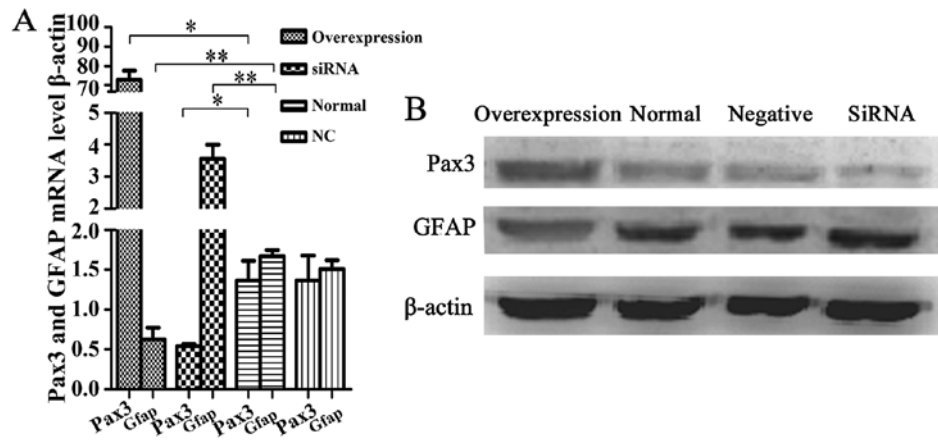 A
Pax3 and GFAP mRNA level β-actin
100
90
80
70
4
3
2
2.0
1.5
1.0
0.5
0.0
*
**
**
*
Overexpression
siRNA
Normal
NC
Pax3 Gfap Pax3 Gfap Pax3 Gfap Pax3 Gfap
B
Overexpression Normal Negative SiRNA
Pax3
GFAP
β-actin